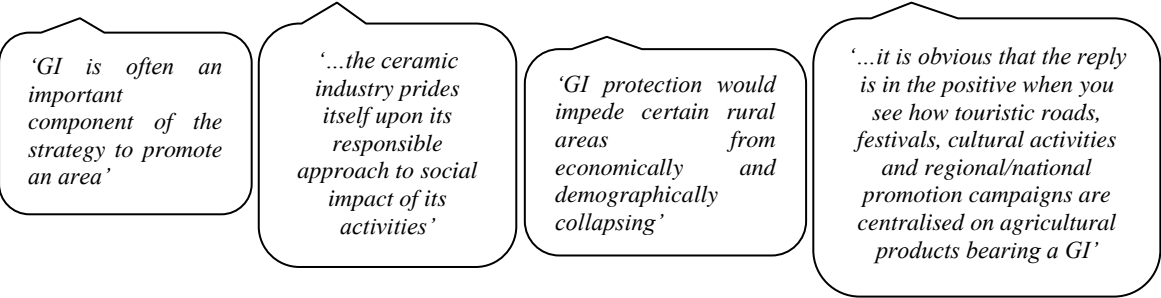 ‘GI is often an
important
component of the
strategy to promote
an area’
‘…the ceramic
industry prides
itself upon its
responsible
approach to social
impact of its
activities’
‘GI protection would
impede certain rural
areas from
economically and
demographically
collapsing’
‘…it is obvious that the reply
is in the positive when you
see how touristic roads,
festivals, cultural activities
and regional/national
promotion campaigns are
centralised on agricultural
products bearing a GI’